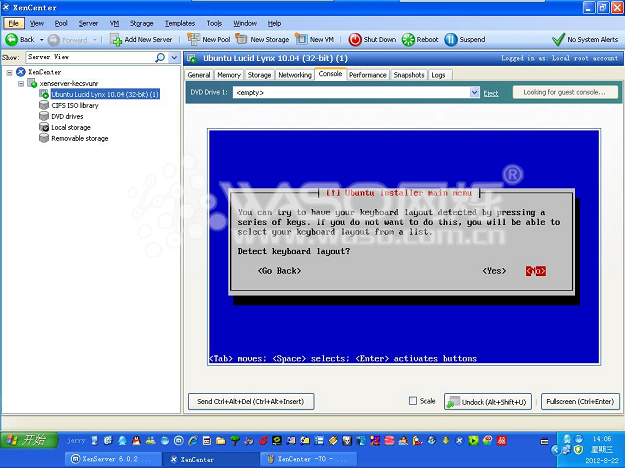 XenCenter
File View Pool Server VM Storage Templates Tools Window Help
Back Forward Add New Server New Pool New Storage New VM Shut Down Reboot Suspend No System Alerts
Show: Server View
Ubuntu Lucid Lynx 10.04 (32-bit) (1) Logged in as: Local root account
XenCenter
xenserver-kecsvunr
Ubuntu Lucid Lynx 10.04 (32-bit) (1)
CIFS ISO library
DVD drives
Local storage
Removable storage
General Memory Storage Networking Console Performance Snapshots Logs
DVD Drive 1: <empty> Eject Looking for guest console...
[!] Ubuntu installer main menu
You can try to have your keyboard layout detected by pressing a
series of keys. If you do not want to do this, you will be able to
select your keyboard layout from a list.
Detect keyboard layout?
<Go Back> <Yes> <No>
<Tab> moves; <Space> selects; <Enter> activates buttons
WASO网络®
www.waso.com.cn
Send Ctrl+Alt+Del (Ctrl+Alt+Insert) Scale Undock (Alt+Shift+U) Fullscreen (Ctrl+Enter)
开始 jerry
14:06
星期三
2012-8-22
XenServer 6.0.2 ... XenCenter XenCenter -TO - ...